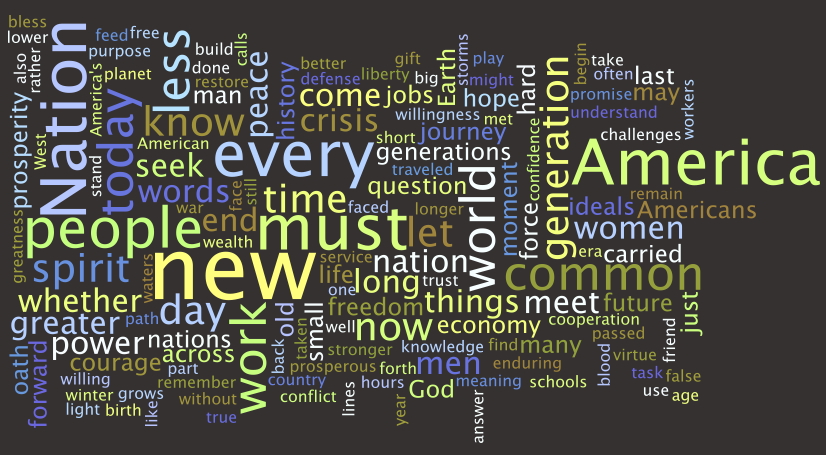 bless
lower
feed
free
purpose
rather
also
Nation
America's
planet
stand
West
prosperity
greatness
today
less
build
done
restore
man
calls
peace
know
American
seek
words
war
face
still
history
better
defense
liberty
gift
big
come
jobs
crisis
willingness
short
met
journey
generations
traveled
question
Earth
storms
hope
play
might
hard
confidence
generation
begin
take
often
last
promise
may
understand
workers
challenges
America
every
time
faced
longer
let
world
moment
force
ideals
remain
Americans
women
era
carried
people
end
wealth
must
spirit
waters
new
service
life
one
nation
long
trust
common
whether
path
day
greater
power
nations
across
courage
part
work
old
back
taken
small
freedom
well
now
things
economy
meet
future
cooperation
just
passed
virtue
friend
stronger
knowledge
find
many
enduring
men
prosperous
forth
oath
forward
willing
winter
grows
light
birth
like
remember
without
true
country
hours
conflict
lines
year
God
meaning
answer
schools
blood
task
false
use
age